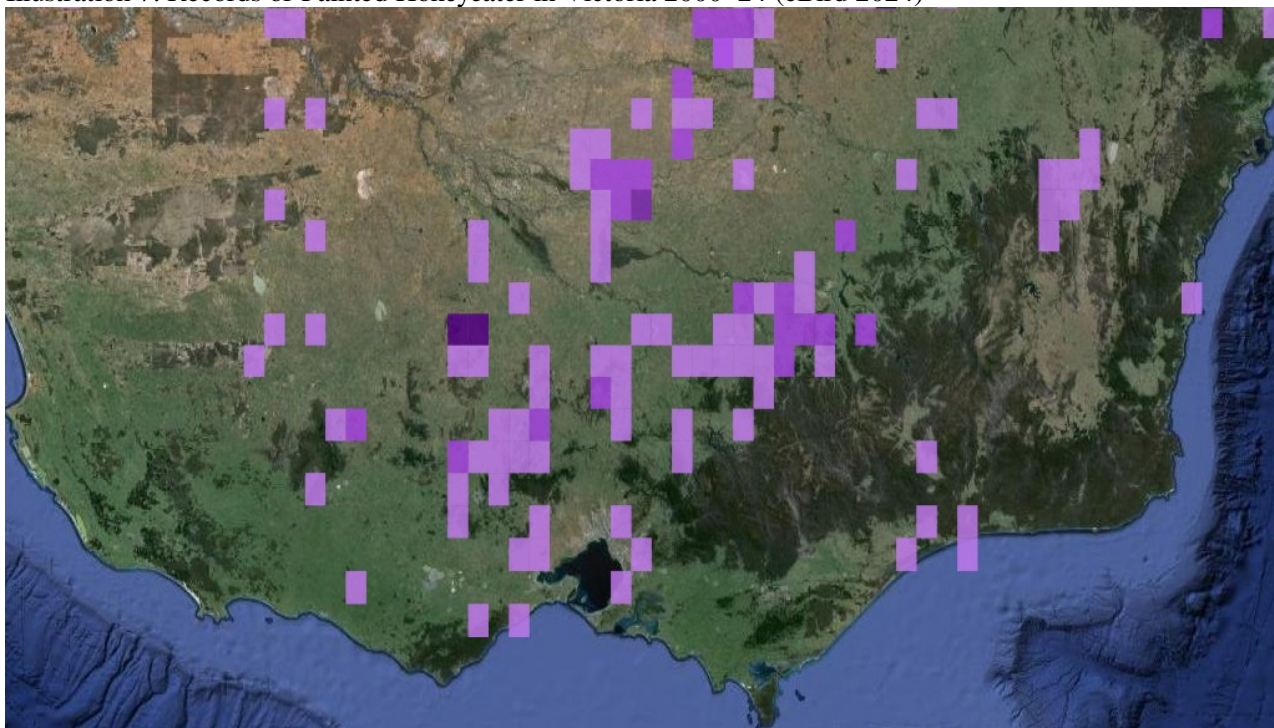 Illustration 7: Records of Painted Honeyeater in Victoria 2000–24 (eBird 2024)